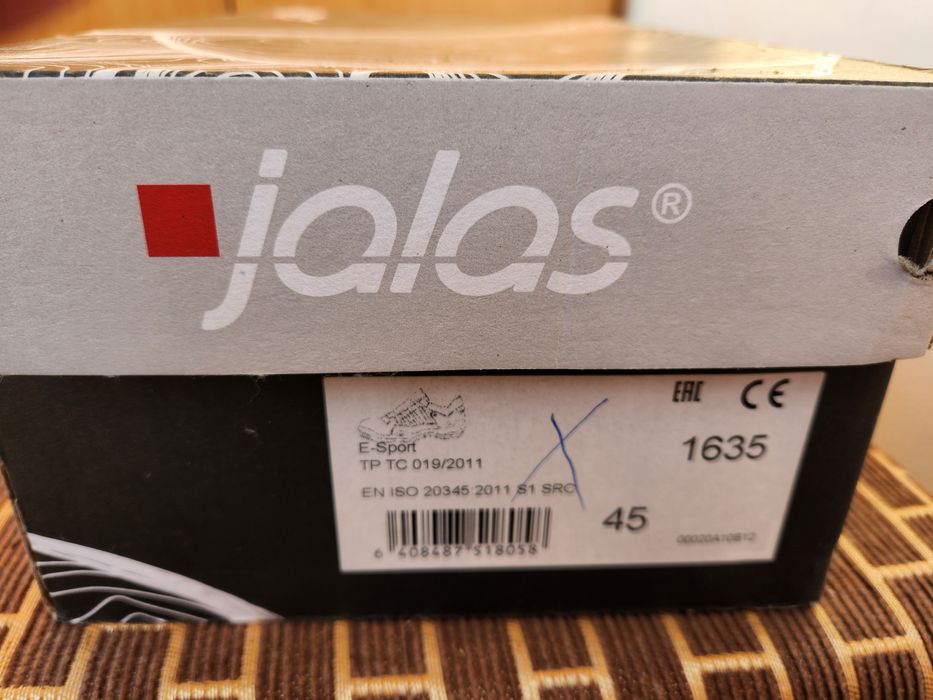 jalas®
EAC CE
E-Sport
1635
TP TC 019/2011
EN ISO 20345:2011 S1 SRC
45
00020A10812
6 408487 518058